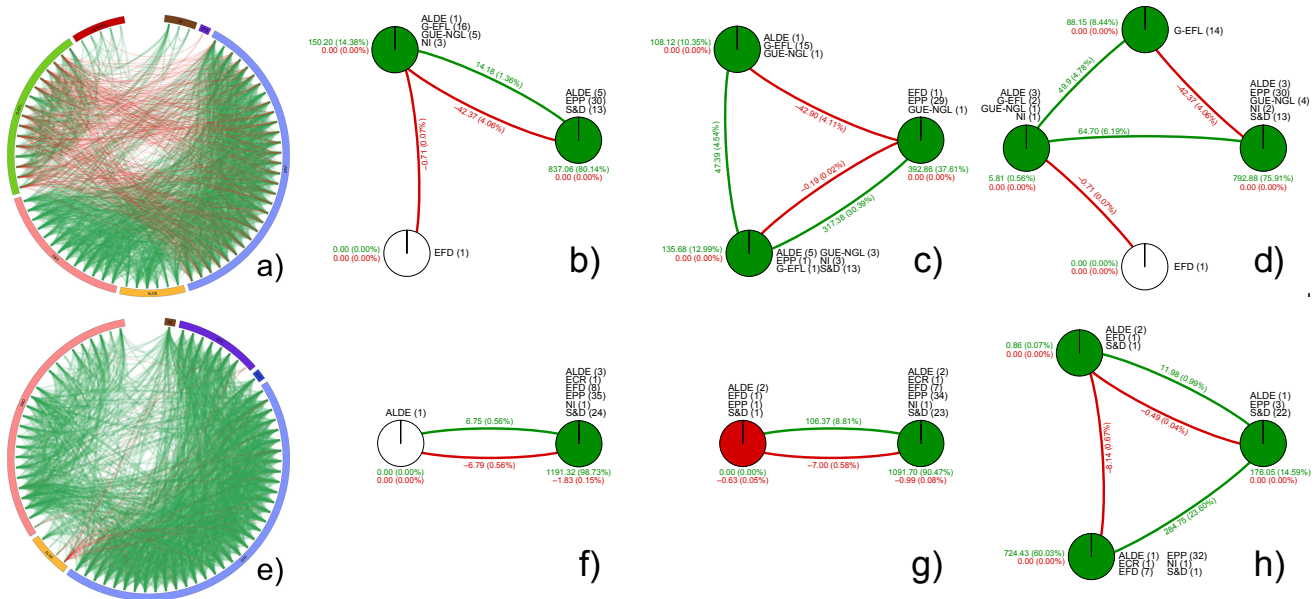 a)
ALDE (1)
G-EFL (16)
GUE-NGL (5)
NI (3)
150.20 (14.38%)
0.00 (0.00%)
14.18 (1.36%)
−42.37 (4.06%)
−0.71 (0.07%)
ALDE (5)
EPP (30)
S&D (13)
837.06 (80.14%)
0.00 (0.00%)
0.00 (0.00%)
0.00 (0.00%)
EFD (1)
b)
108.12 (10.35%)
0.00 (0.00%)
ALDE (1)
G-EFL (15)
GUE-NGL (1)
−42.90 (4.11%)
47.39 (4.54%)
−0.19 (0.02%)
317.38 (30.39%)
EFD (1)
EPP (29)
GUE-NGL (1)
392.86 (37.61%)
0.00 (0.00%)
135.68 (12.99%)
0.00 (0.00%)
ALDE (5) GUE-NGL (3)
EPP (1) NI (3)
G-EFL (1) S&D (13)
c)
88.15 (8.44%)
0.00 (0.00%)
G-EFL (14)
49.9 (4.78%)
−42.37 (4.06%)
ALDE (3)
G-EFL (2)
GUE-NGL (1)
NI (1)
64.70 (6.19%)
ALDE (3)
EPP (30)
GUE-NGL (4)
NI (2)
S&D (13)
5.81 (0.56%)
0.00 (0.00%)
792.88 (75.91%)
0.00 (0.00%)
−0.71 (0.07%)
0.00 (0.00%)
0.00 (0.00%)
EFD (1)
d)
e)
ALDE (1)
6.75 (0.56%)
−6.79 (0.56%)
0.00 (0.00%)
0.00 (0.00%)
ALDE (3)
ECR (1)
EFD (8)
EPP (35)
NI (1)
S&D (24)
1191.32 (98.73%)
−1.83 (0.15%)
f)
ALDE (2)
EFD (1)
EPP (1)
S&D (1)
106.37 (8.81%)
−7.00 (0.58%)
0.00 (0.00%)
−0.63 (0.05%)
ALDE (2)
ECR (1)
EFD (7)
EPP (34)
NI (1)
S&D (23)
1091.70 (90.47%)
−0.99 (0.08%)
g)
ALDE (2)
EFD (1)
S&D (1)
0.86 (0.07%)
0.00 (0.00%)
11.98 (0.99%)
−0.49 (0.04%)
−8.14 (0.67%)
284.75 (23.60%)
ALDE (1)
EPP (3)
S&D (22)
176.05 (14.59%)
0.00 (0.00%)
724.43 (60.03%)
0.00 (0.00%)
ALDE (1) EPP (32)
ECR (1) NI (1)
EFD (7) S&D (1)
h)